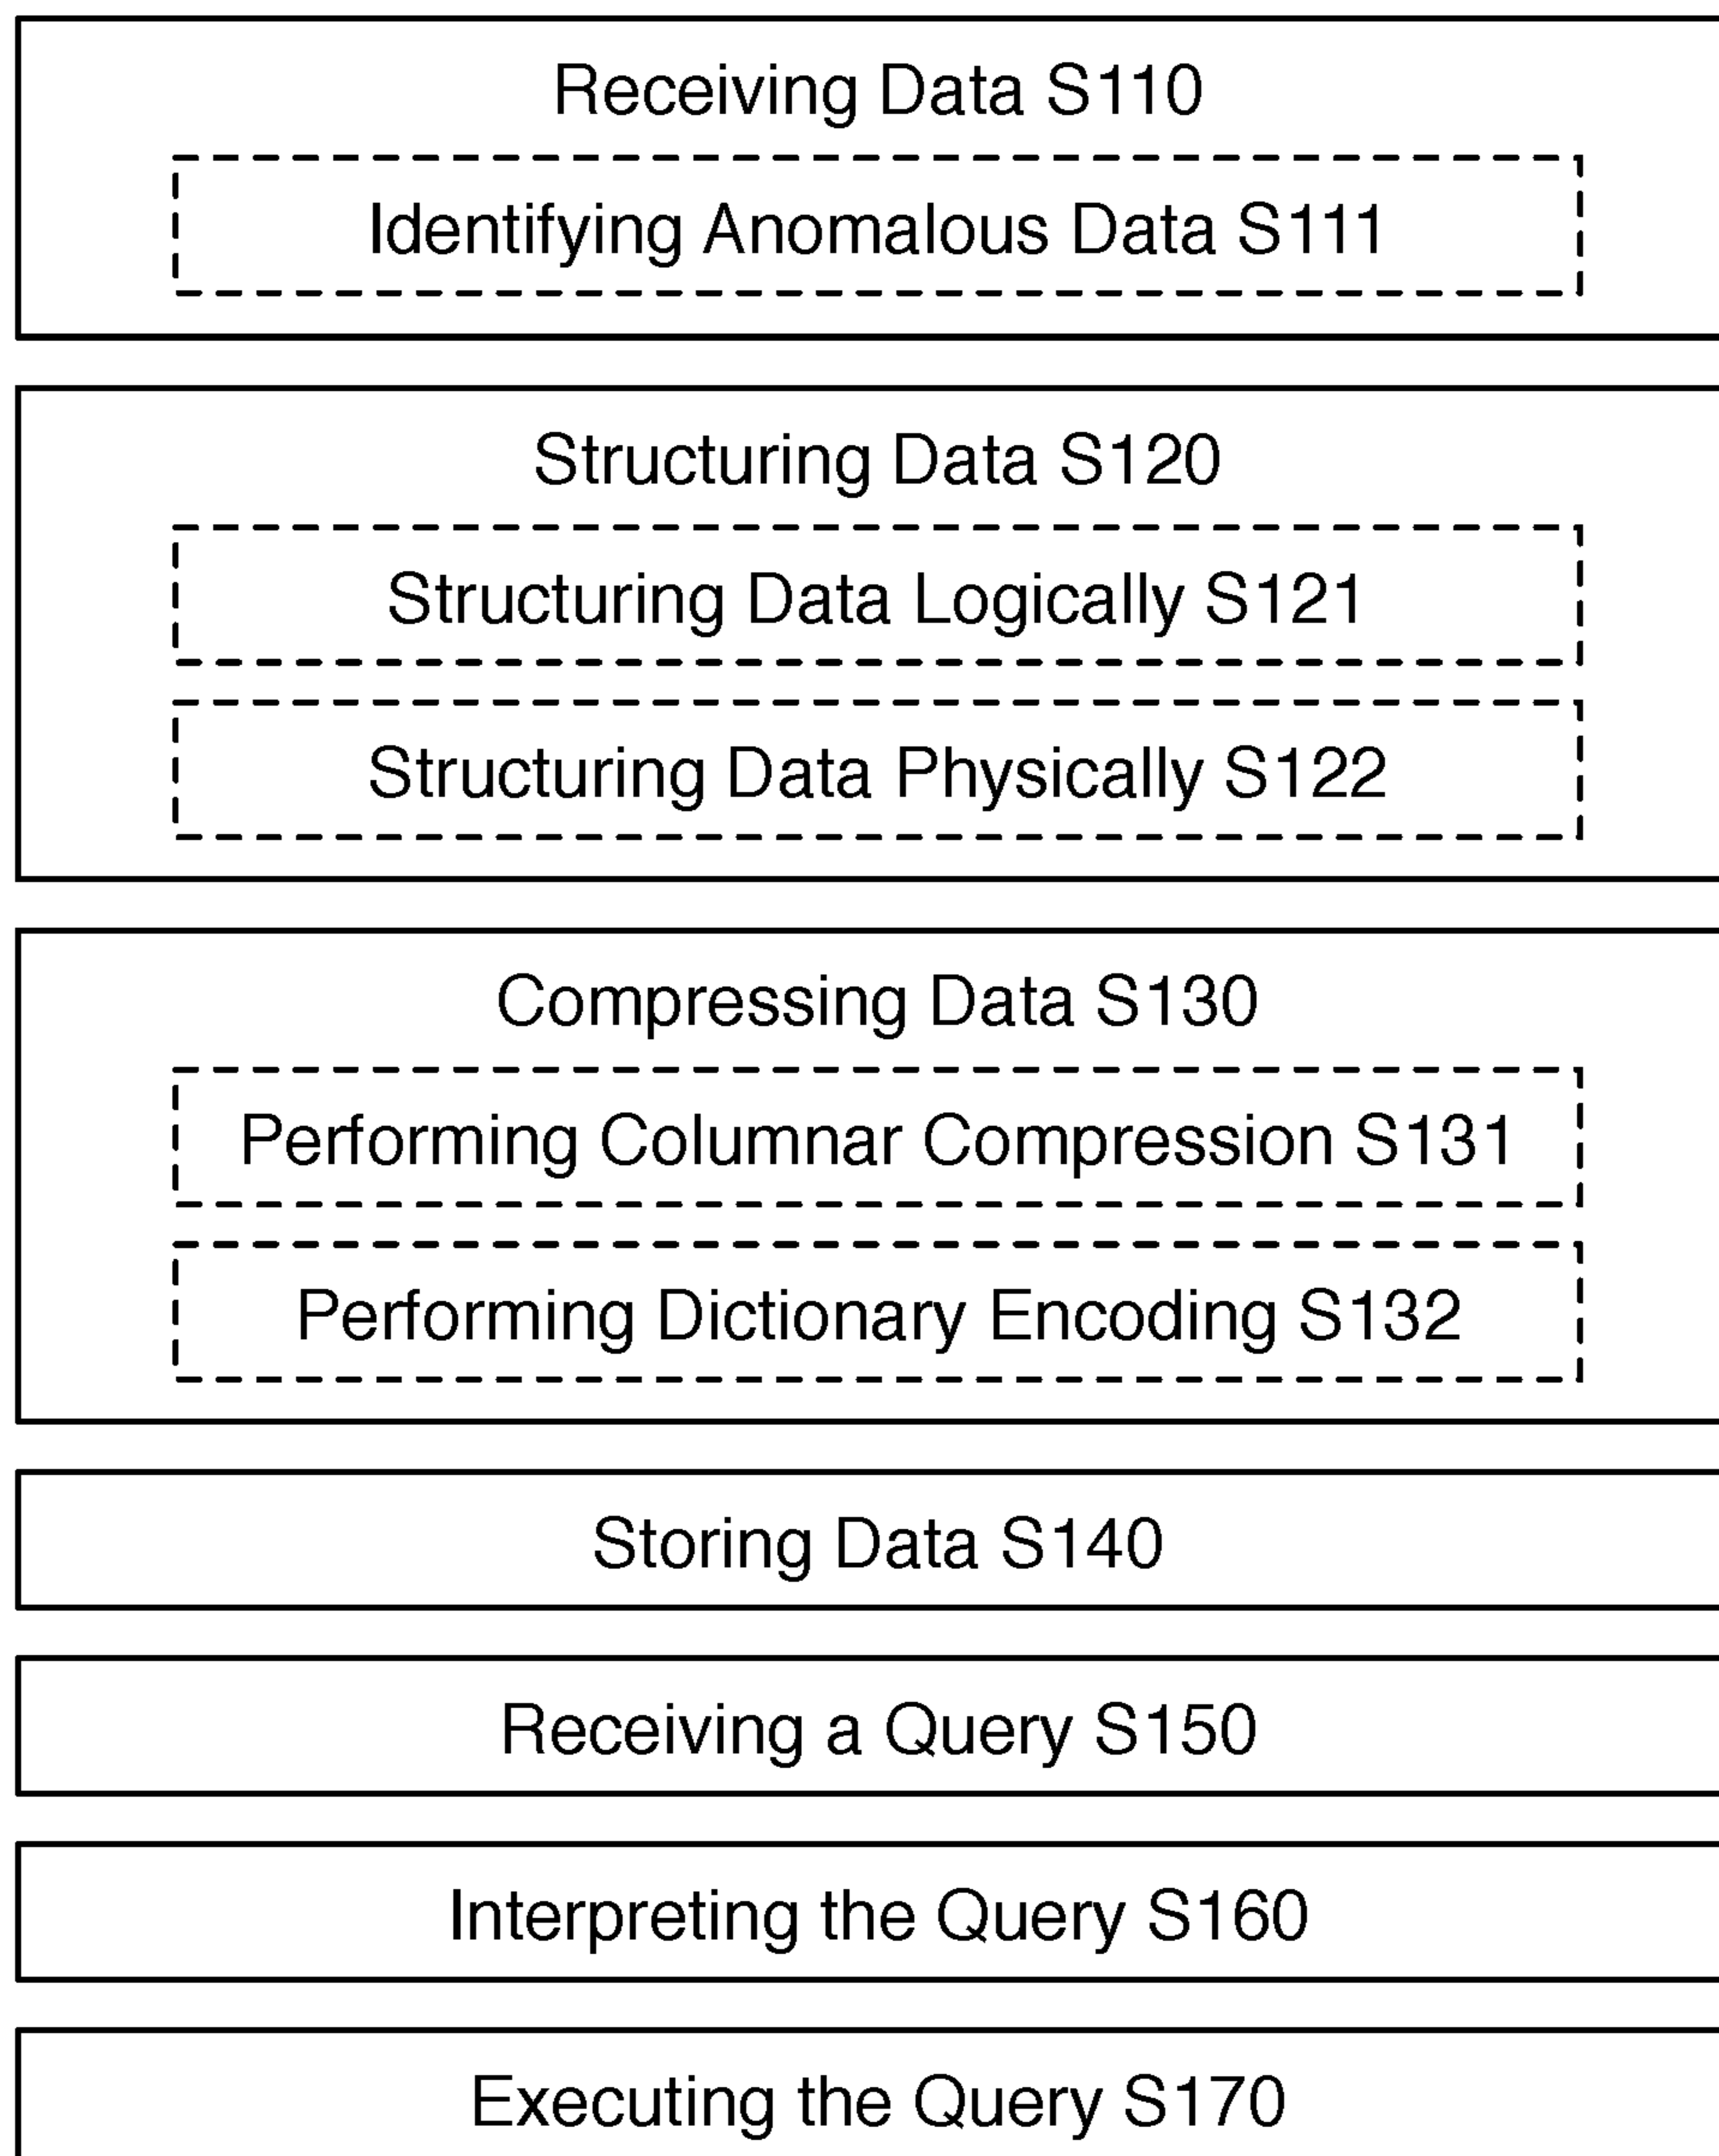 Receiving Data S110
Identifying Anomalous Data S111
Structuring Data S120
Structuring Data Logically S121
Structuring Data Physically S122
Compressing Data S130
Performing Columnar Compression S131
Performing Dictionary Encoding S132
Storing Data S140
Receiving a Query S150
Interpreting the Query S160
Executing the Query S170